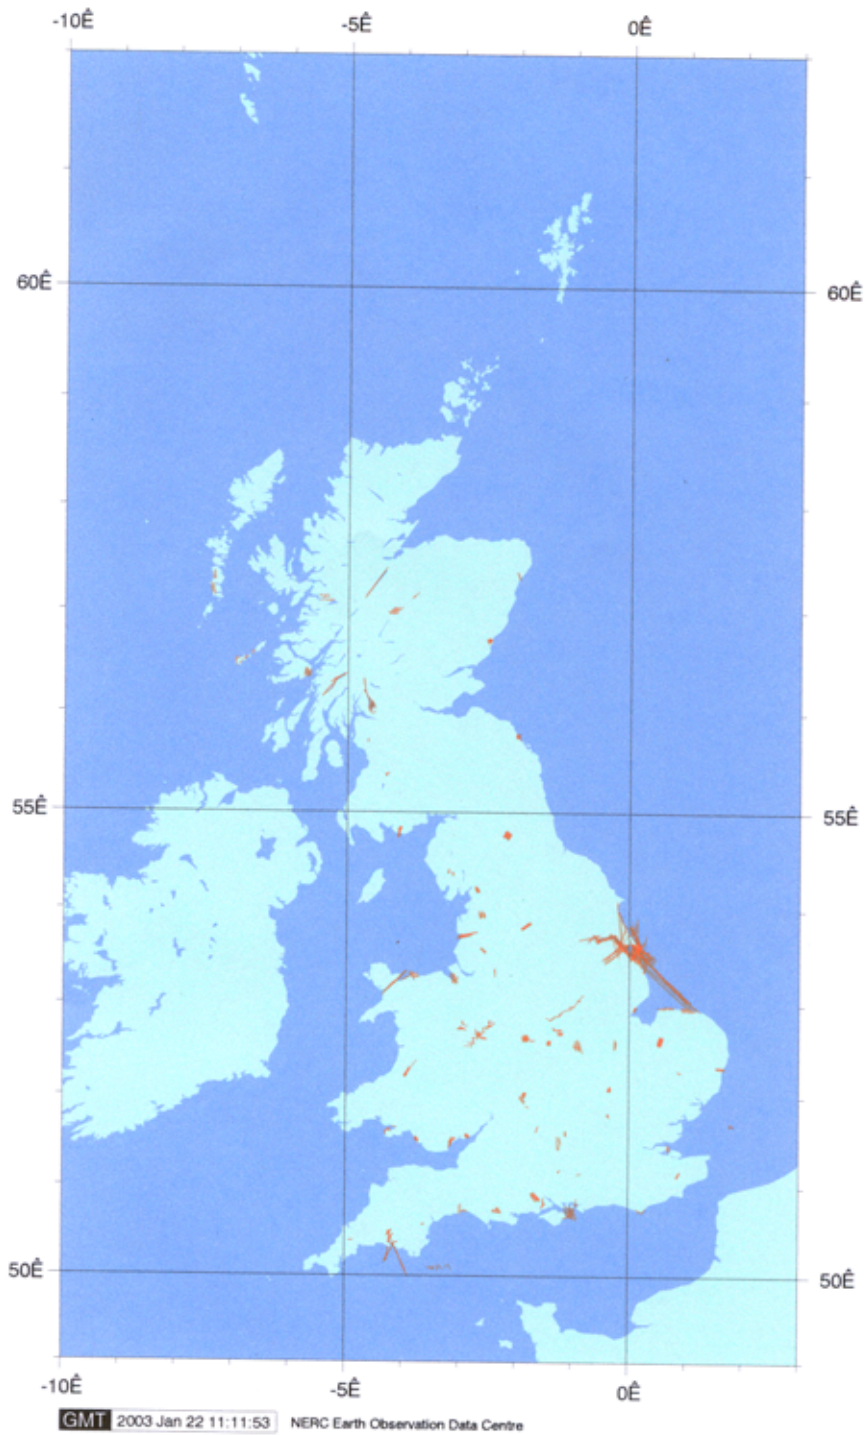 -10Ê -5Ê 0Ê
60Ê 60Ê
55Ê 55Ê
50Ê 50Ê
-10Ê -5Ê 0Ê
GMT 2003 Jan 22 11:11:53 NERC Earth Observation Data Centre